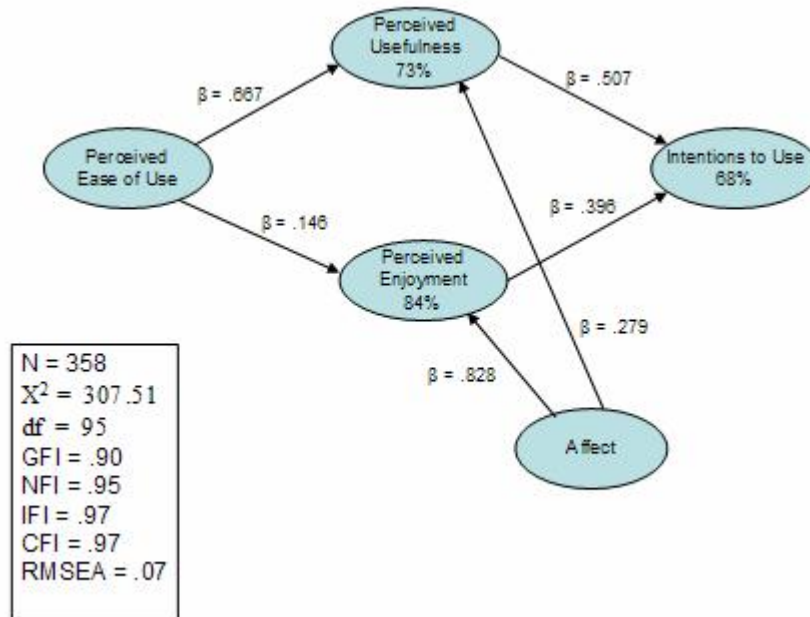 Perceived
Usefulness
73%
β = .667
β = .507
Perceived
Ease of Use
Intentions to Use
68%
β = .146
β = .396
Perceived
Enjoyment
84%
β = .279
β = .828
Affect
N = 358
X² = 307.51
df = 95
GFI = .90
NFI = .95
IFI = .97
CFI = .97
RMSEA = .07